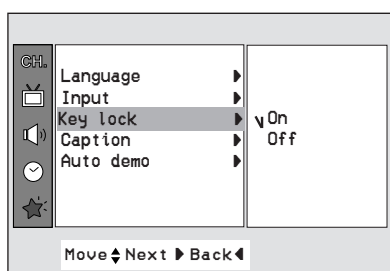 CH.
Language
Input
Key lock
Caption
Auto demo
On
Off
Move Next Back